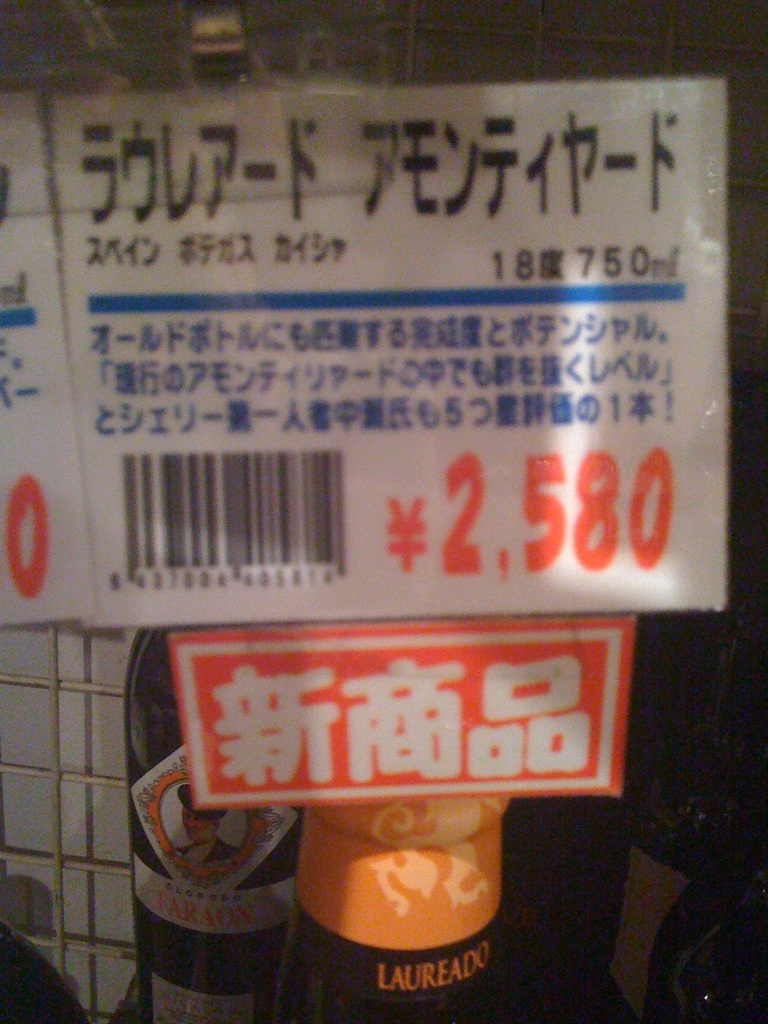 ラウレアード アモンティヤード
スペイン ボデガス カイシャ
18度 750㎖
オールドボトルにも匹敵する完成度とポテンシャル。
「現行のアモンティリャードの中でも群を抜くレベル」
とシェリー第一人者中瀬氏も5つ星評価の1本!
¥2,580
0
新商品
OLOROSO
FARAON
LAUREADO